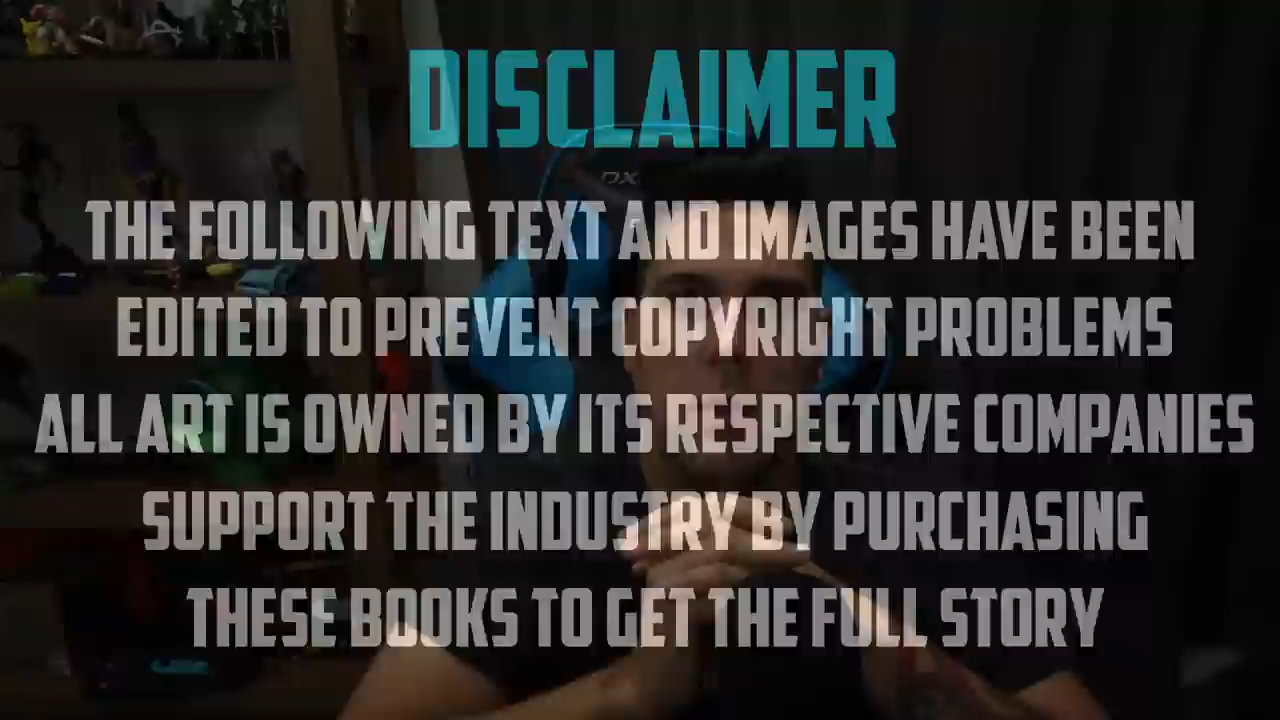 DISCLAIMER
DX
THE FOLLOWING TEXT AND IMAGES HAVE BEEN
EDITED TO PREVENT COPYRIGHT PROBLEMS
ALL ART IS OWNED BY ITS RESPECTIVE COMPANIES
SUPPORT THE INDUSTRY BY PURCHASING
THESE BOOKS TO GET THE FULL STORY